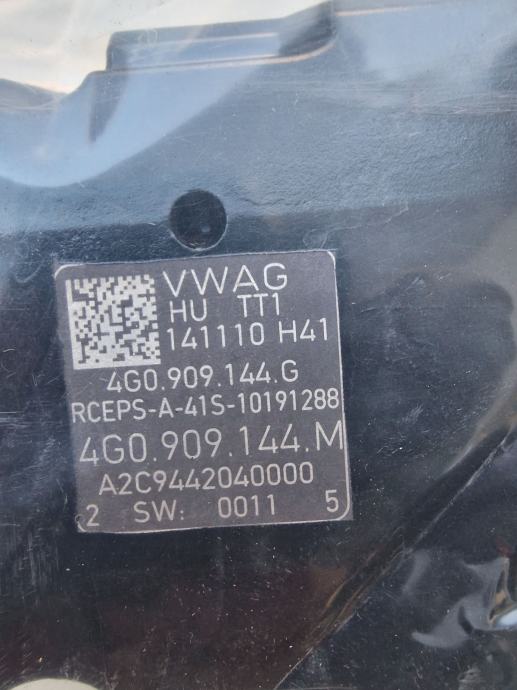 VWAG
HU TT1
141110 H41
4G0.909.144.G
RCEPS-A-41S-10191288
4G0.909.144.M
A2C9442040000
2 SW: 0011 5